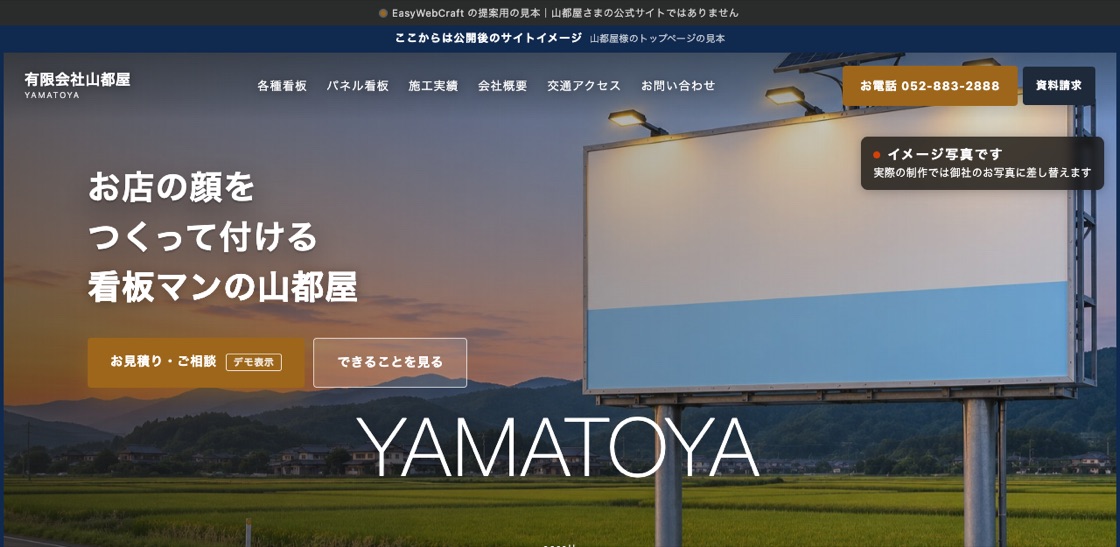 EasyWebCraft の提案用の見本｜山都屋さまの公式サイトではありません
ここからは公開後のサイトイメージ 山都屋様のトップページの見本
有限会社山都屋
YAMATOYA
各種看板 パネル看板 施工実績 会社概要 交通アクセス お問い合わせ
お電話 052-883-2888
資料請求
イメージ写真です
実際の制作では御社のお写真に差し替えます
お店の顔を
つくって付ける
看板マンの山都屋
お見積り・ご相談 デモ表示
できることを見る
YAMATOYA